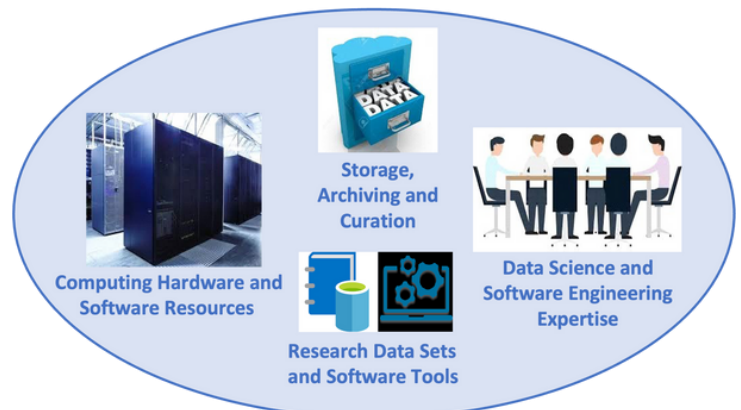 DATA
DATA
Storage,
Archiving and
Curation
Computing Hardware and
Software Resources
Data Science and
Software Engineering
Expertise
Research Data Sets
and Software Tools